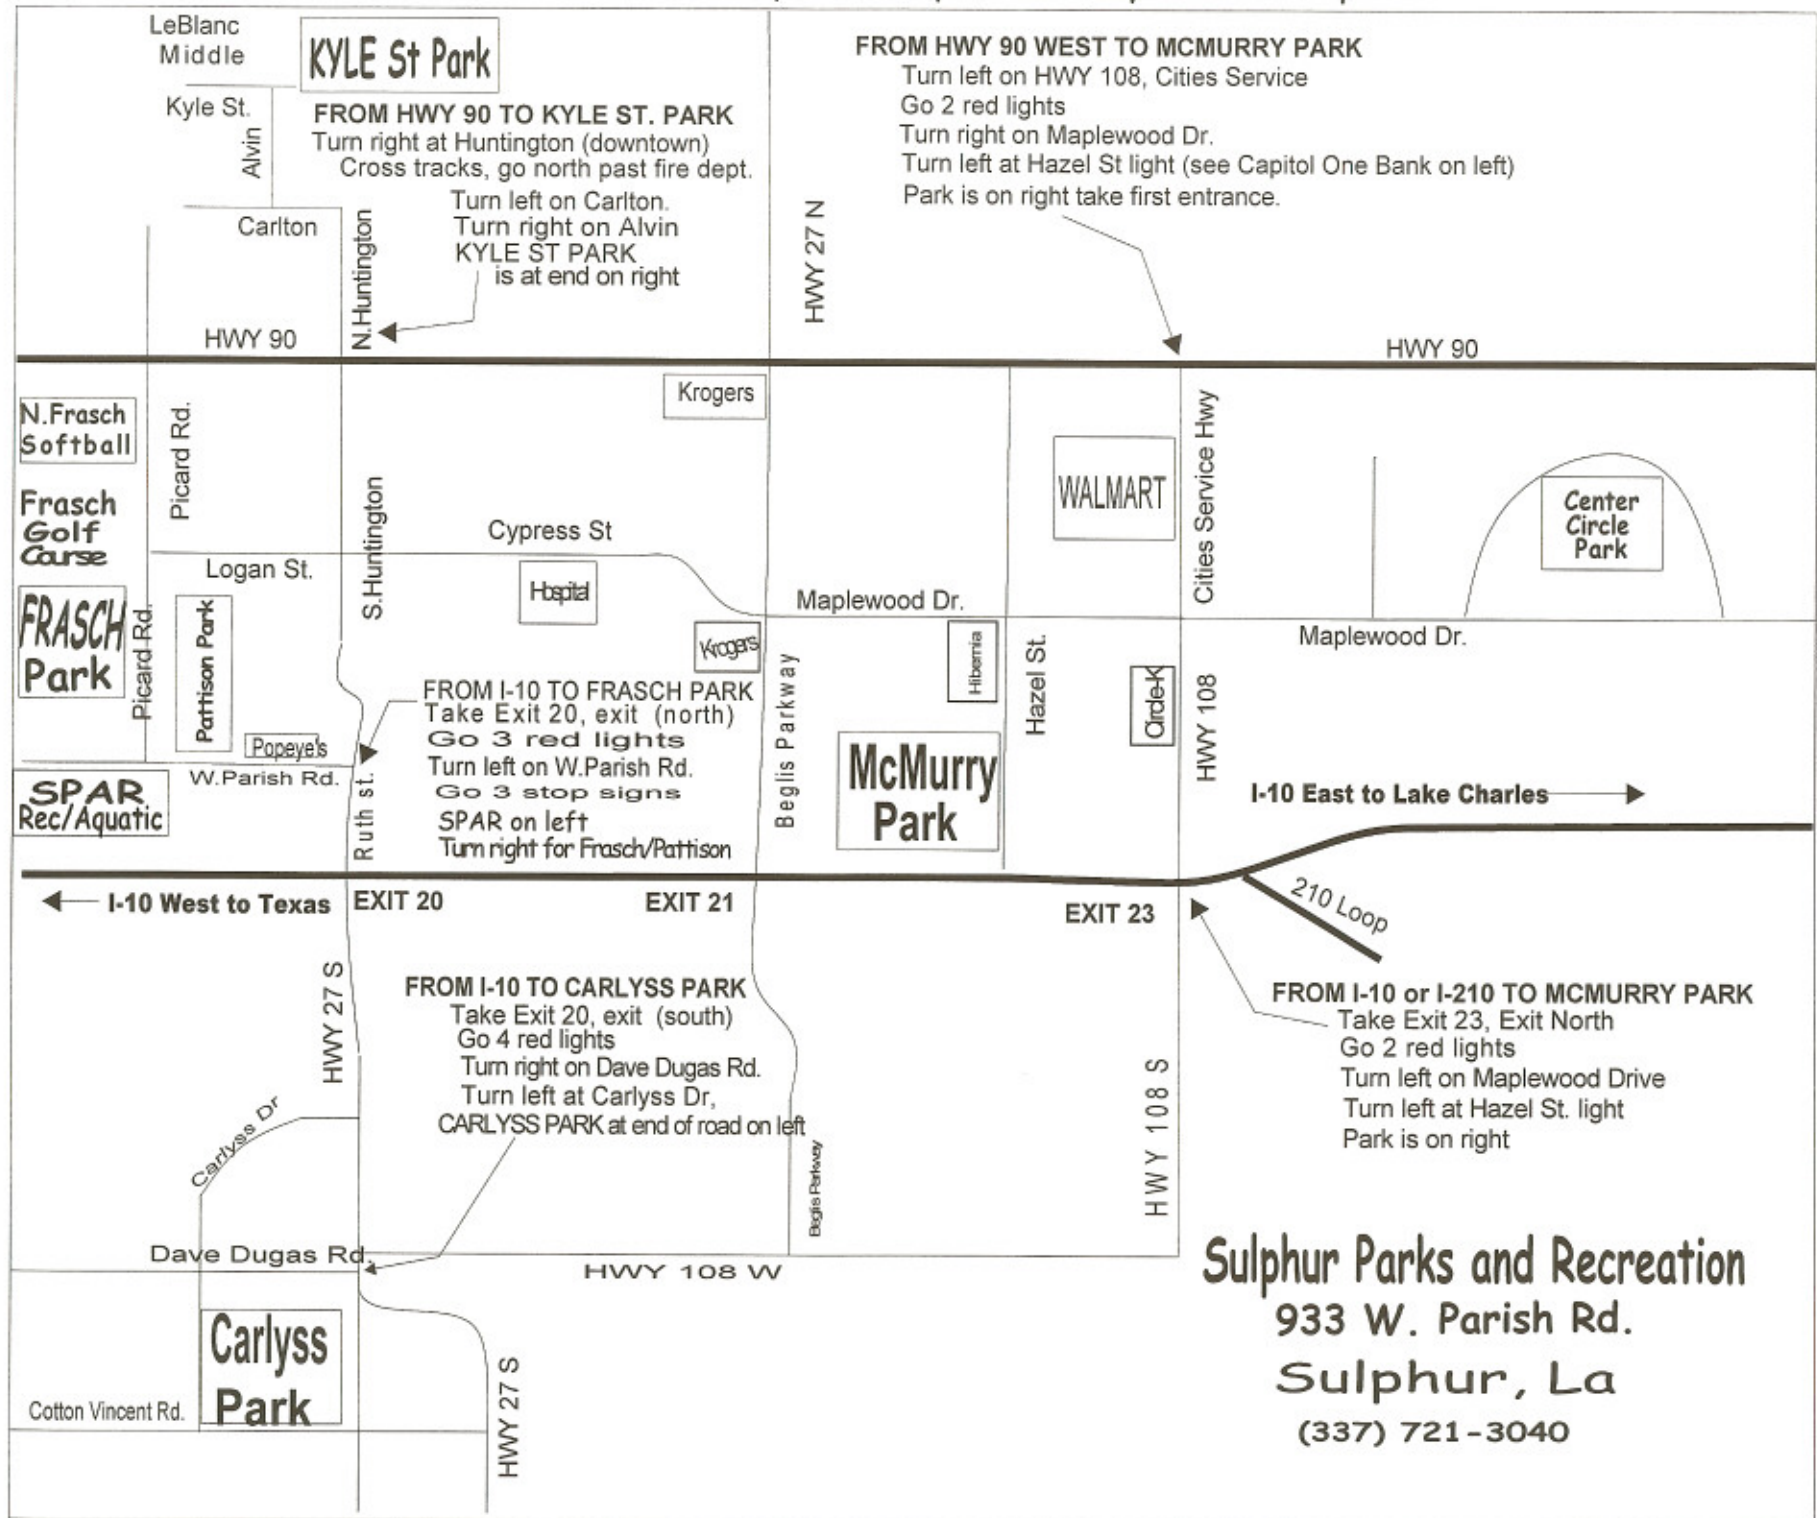 LeBlanc
Middle
KYLE St Park
Kyle St.
Alvin
Carlton
N.Huntington
FROM HWY 90 TO KYLE ST. PARK
Turn right at Huntington (downtown)
Cross tracks, go north past fire dept.
Turn left on Carlton.
Turn right on Alvin
KYLE ST PARK
is at end on right
HWY 27 N
FROM HWY 90 WEST TO MCMURRY PARK
Turn left on HWY 108, Cities Service
Go 2 red lights
Turn right on Maplewood Dr.
Turn left at Hazel St light (see Capitol One Bank on left)
Park is on right take first entrance.
HWY 90
HWY 90
N.Frasch
Softball
Frasch
Golf
Course
FRASCH
Park
Picard Rd.
Picard Rd.
Pattison Park
Logan St.
S.Huntington
Cypress St
Hospital
Krogers
Krogers
Popeye's
W.Parish Rd.
SPAR
Rec/Aquatic
Ruth st.
FROM I-10 TO FRASCH PARK
Take Exit 20, exit (north)
Go 3 red lights
Turn left on W.Parish Rd.
Go 3 stop signs
SPAR on left
Turn right for Frasch/Pattison
Beglis Parkway
Maplewood Dr.
Hibernia
McMurry
Park
Hazel St.
WALMART
Circle-K
Cities Service Hwy
HWY 108
Center
Circle
Park
Maplewood Dr.
I-10 East to Lake Charles
I-10 West to Texas
EXIT 20
EXIT 21
EXIT 23
210 Loop
HWY 27 S
FROM I-10 TO CARLYSS PARK
Take Exit 20, exit (south)
Go 4 red lights
Turn right on Dave Dugas Rd.
Turn left at Carlyss Dr,
CARLYSS PARK at end of road on left
FROM I-10 or I-210 TO MCMURRY PARK
Take Exit 23, Exit North
Go 2 red lights
Turn left on Maplewood Drive
Turn left at Hazel St. light
Park is on right
Carlyss Dr
Beglis Parkway
HWY 108 S
Dave Dugas Rd.
HWY 108 W
Carlyss
Park
Cotton Vincent Rd.
HWY 27 S
Sulphur Parks and Recreation
933 W. Parish Rd.
Sulphur, La
(337) 721-3040